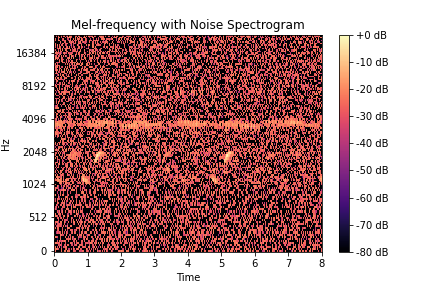 Mel-frequency with Noise Spectrogram
Hz
16384
8192
4096
2048
1024
512
0
0 1 2 3 4 5 6 7 8
Time
+0 dB
-10 dB
-20 dB
-30 dB
-40 dB
-50 dB
-60 dB
-70 dB
-80 dB